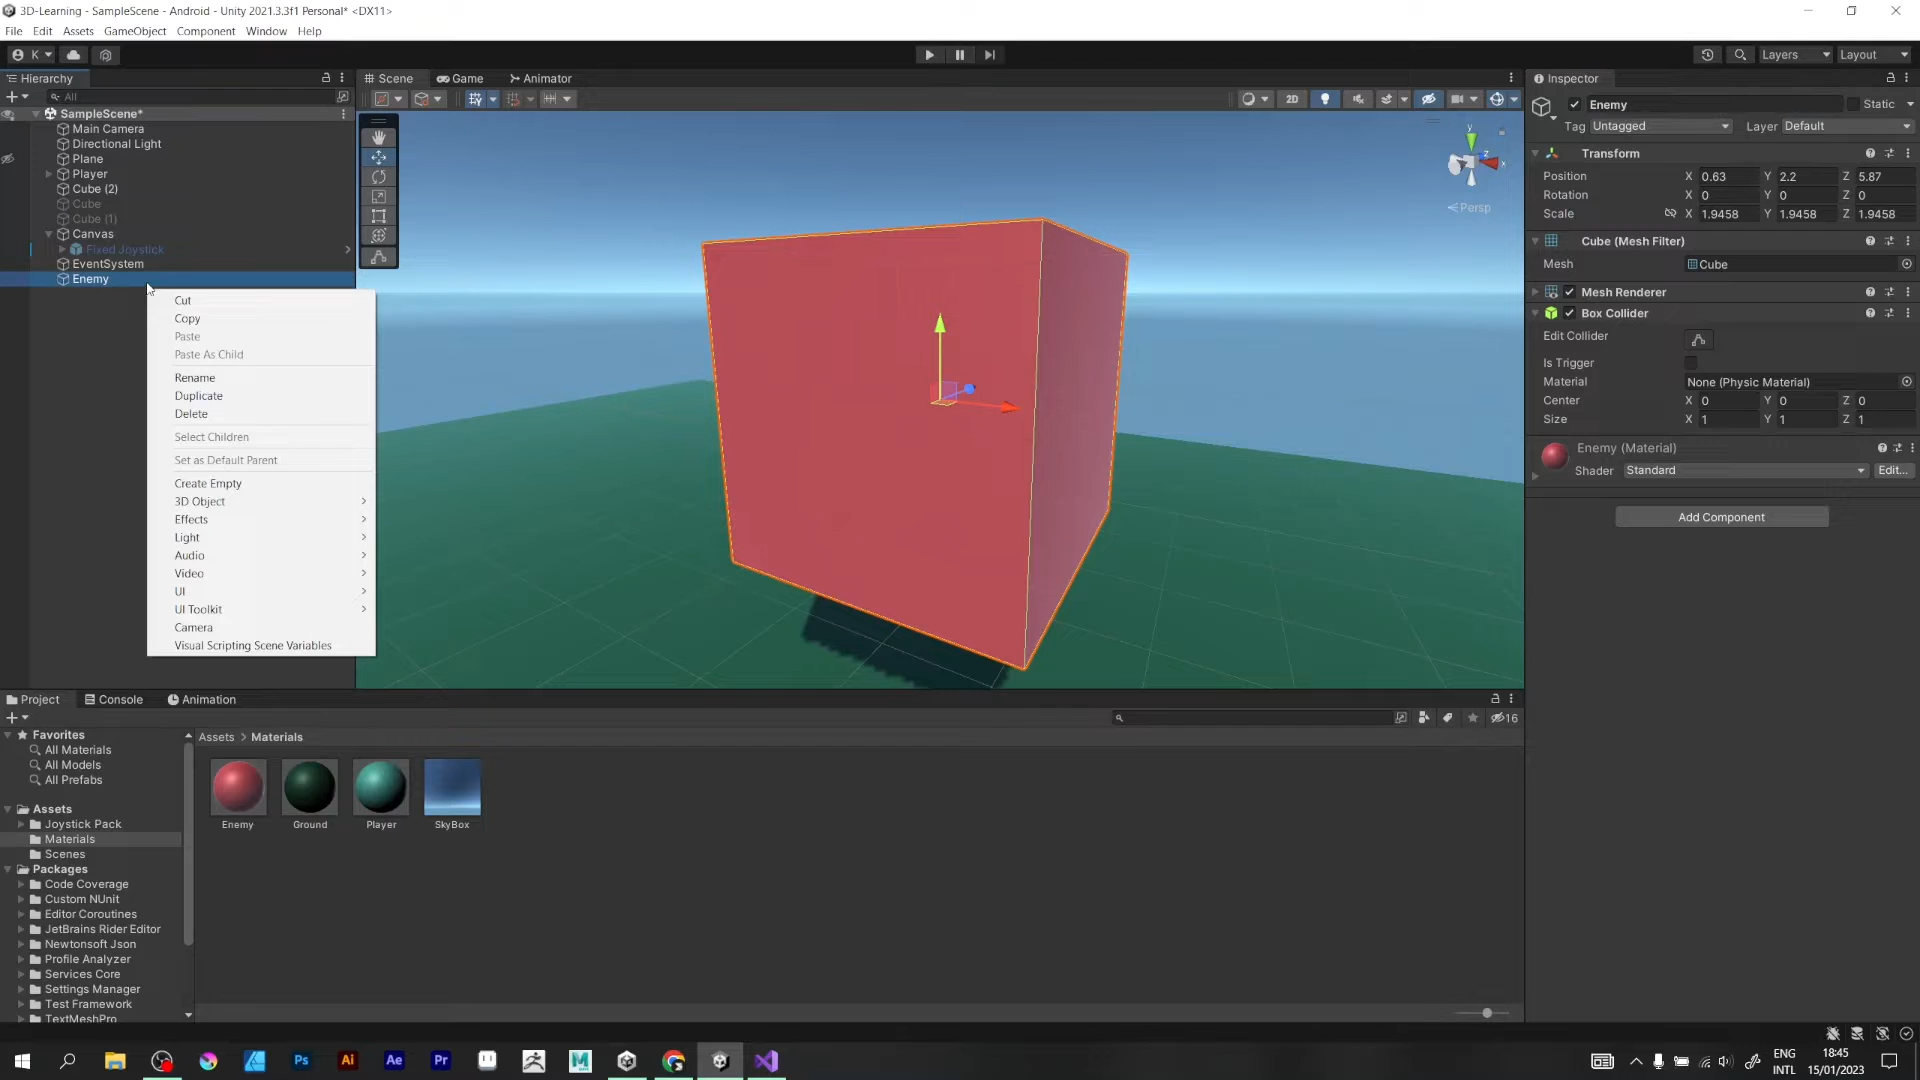 3D-Learning - SampleScene - Android - Unity 2021.3.3f1 Personal* <DX11>
File Edit Assets GameObject Component Window Help
K
Layers Layout
Hierarchy
All
SampleScene*
Main Camera
Directional Light
Plane
Player
Cube (2)
Cube
Cube (1)
Canvas
Fixed Joystick
EventSystem
Enemy
Cut
Copy
Paste
Paste As Child
Rename
Duplicate
Delete
Select Children
Set as Default Parent
Create Empty
3D Object
Effects
Light
Audio
Video
UI
UI Toolkit
Camera
Visual Scripting Scene Variables
Scene Game Animator
2D
y
z
x
Persp
Inspector
Enemy Static
Tag Untagged Layer Default
Transform
Position X 0.63 Y 2.2 Z 5.87
Rotation X 0 Y 0 Z 0
Scale X 1.9458 Y 1.9458 Z 1.9458
Cube (Mesh Filter)
Mesh Cube
Mesh Renderer
Box Collider
Edit Collider
Is Trigger
Material None (Physic Material)
Center X 0 Y 0 Z 0
Size X 1 Y 1 Z 1
Enemy (Material)
Shader Standard Edit...
Add Component
Project Console Animation
16
Favorites
All Materials
All Models
All Prefabs
Assets
Joystick Pack
Materials
Scenes
Packages
Code Coverage
Custom NUnit
Editor Coroutines
JetBrains Rider Editor
Newtonsoft Json
Profile Analyzer
Services Core
Settings Manager
Test Framework
TextMeshPro
Assets > Materials
Enemy Ground Player SkyBox
Ps Ai Ae Pr M
ENG
INTL
18:45
15/01/2023